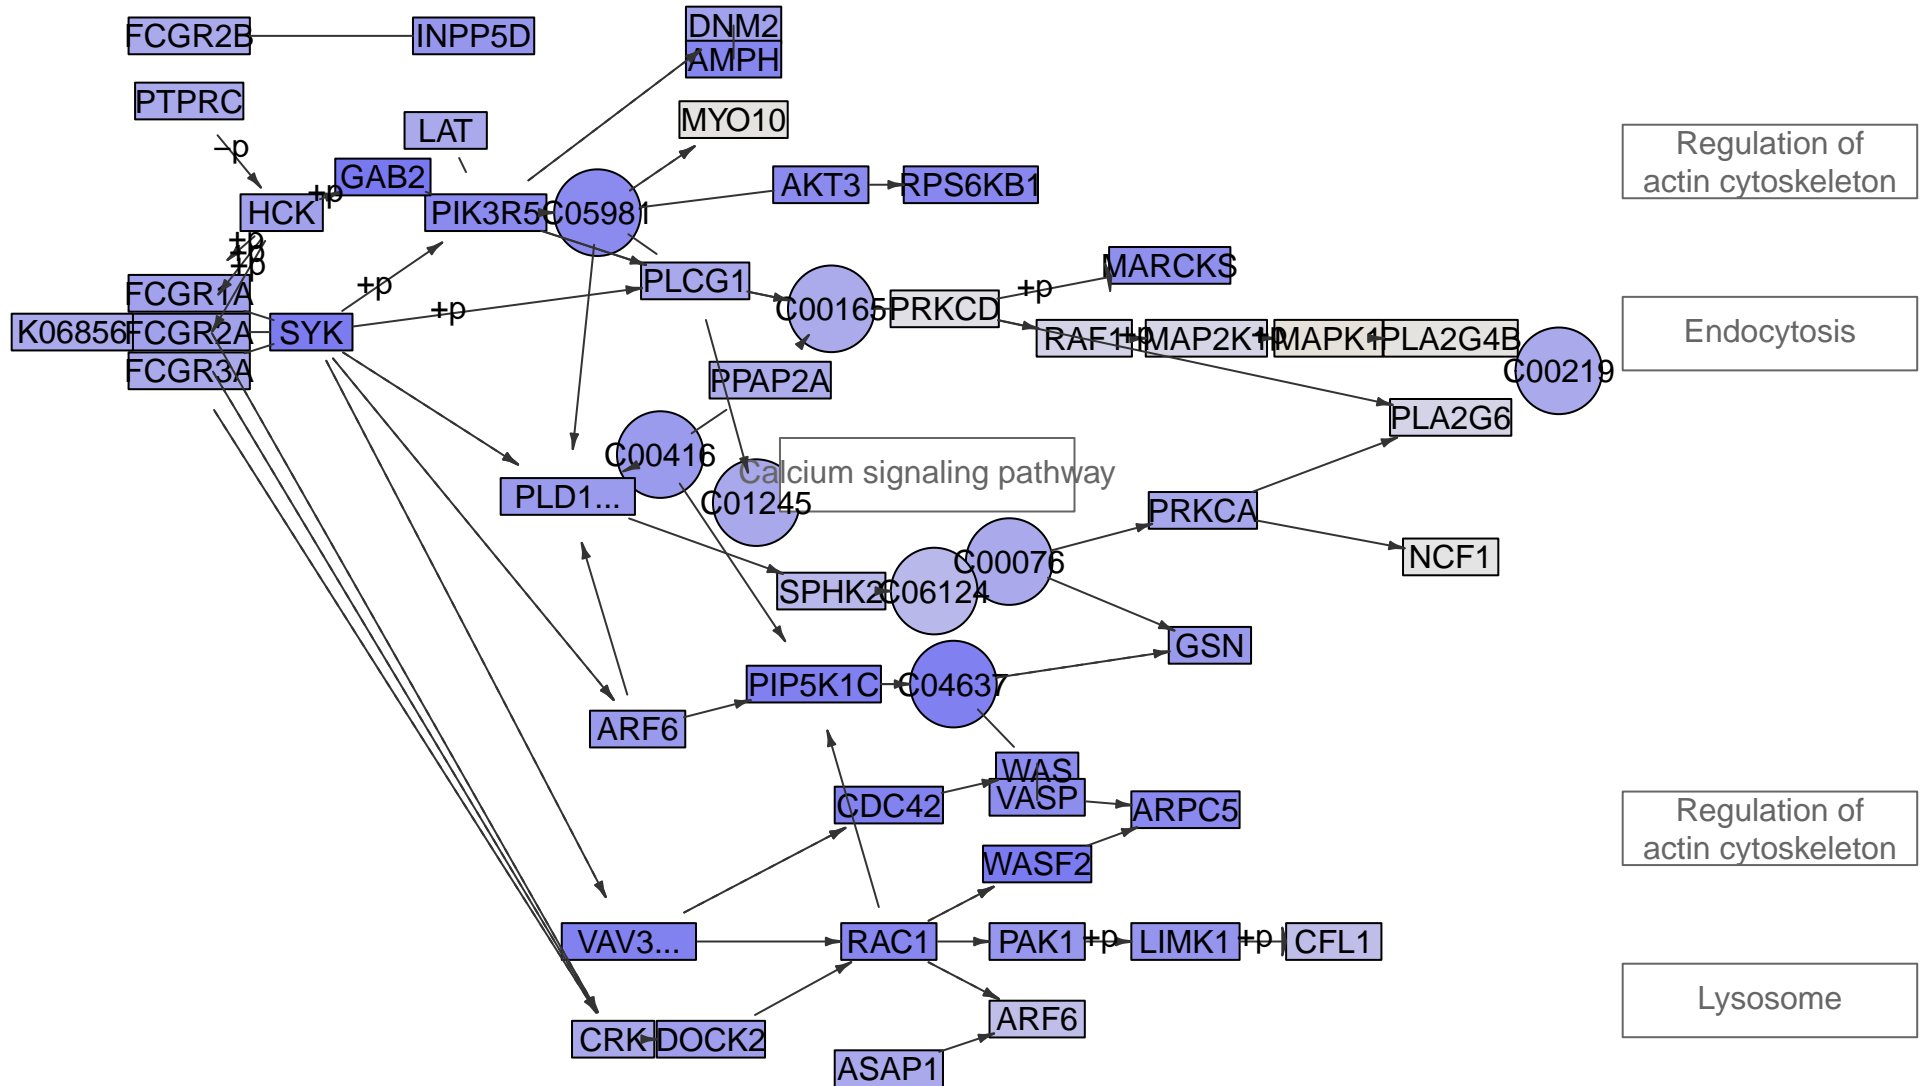 FCGR2B
INPP5D
DNM2
AMPH
PTPRC
LAT
MYO10
−p
GAB2
+p
HCK
PIK3R5
C05981
AKT3
RPS6KB1
Regulation of
actin cytoskeleton
+p
+p
+p
+p
+p
PLCG1
MARCKS
+p
FCGR1A
K06856
FCGR2A
FCGR3A
SYK
C00165
PRKCD
RAF1
+p
MAP2K1
+p
MAPK1
PLA2G4B
C00219
Endocytosis
PPAP2A
PLA2G6
C00416
Calcium signaling pathway
PLD1...
C01245
PRKCA
NCF1
C00076
SPHK2
C06124
GSN
PIP5K1C
C04637
ARF6
WAS
VASP
CDC42
ARPC5
WASF2
Regulation of
actin cytoskeleton
VAV3...
RAC1
PAK1
+p
LIMK1
+p
CFL1
CRK
DOCK2
ARF6
ASAP1
Lysosome